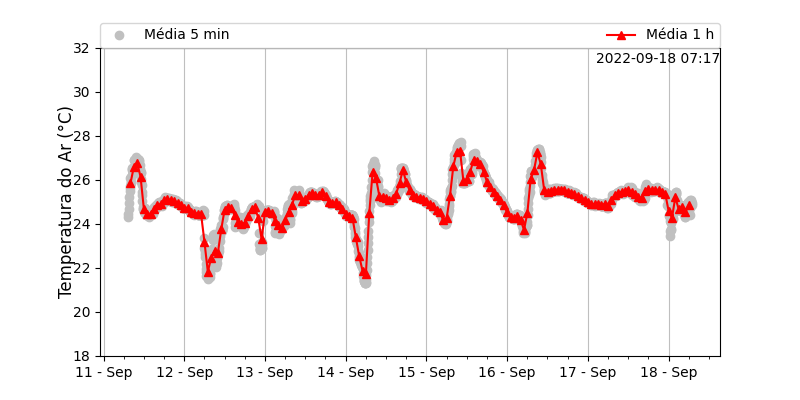 Média 5 min
Média 1 h
2022-09-18 07:17
Temperatura do Ar (°C)
32
30
28
26
24
22
20
18
11 - Sep
12 - Sep
13 - Sep
14 - Sep
15 - Sep
16 - Sep
17 - Sep
18 - Sep